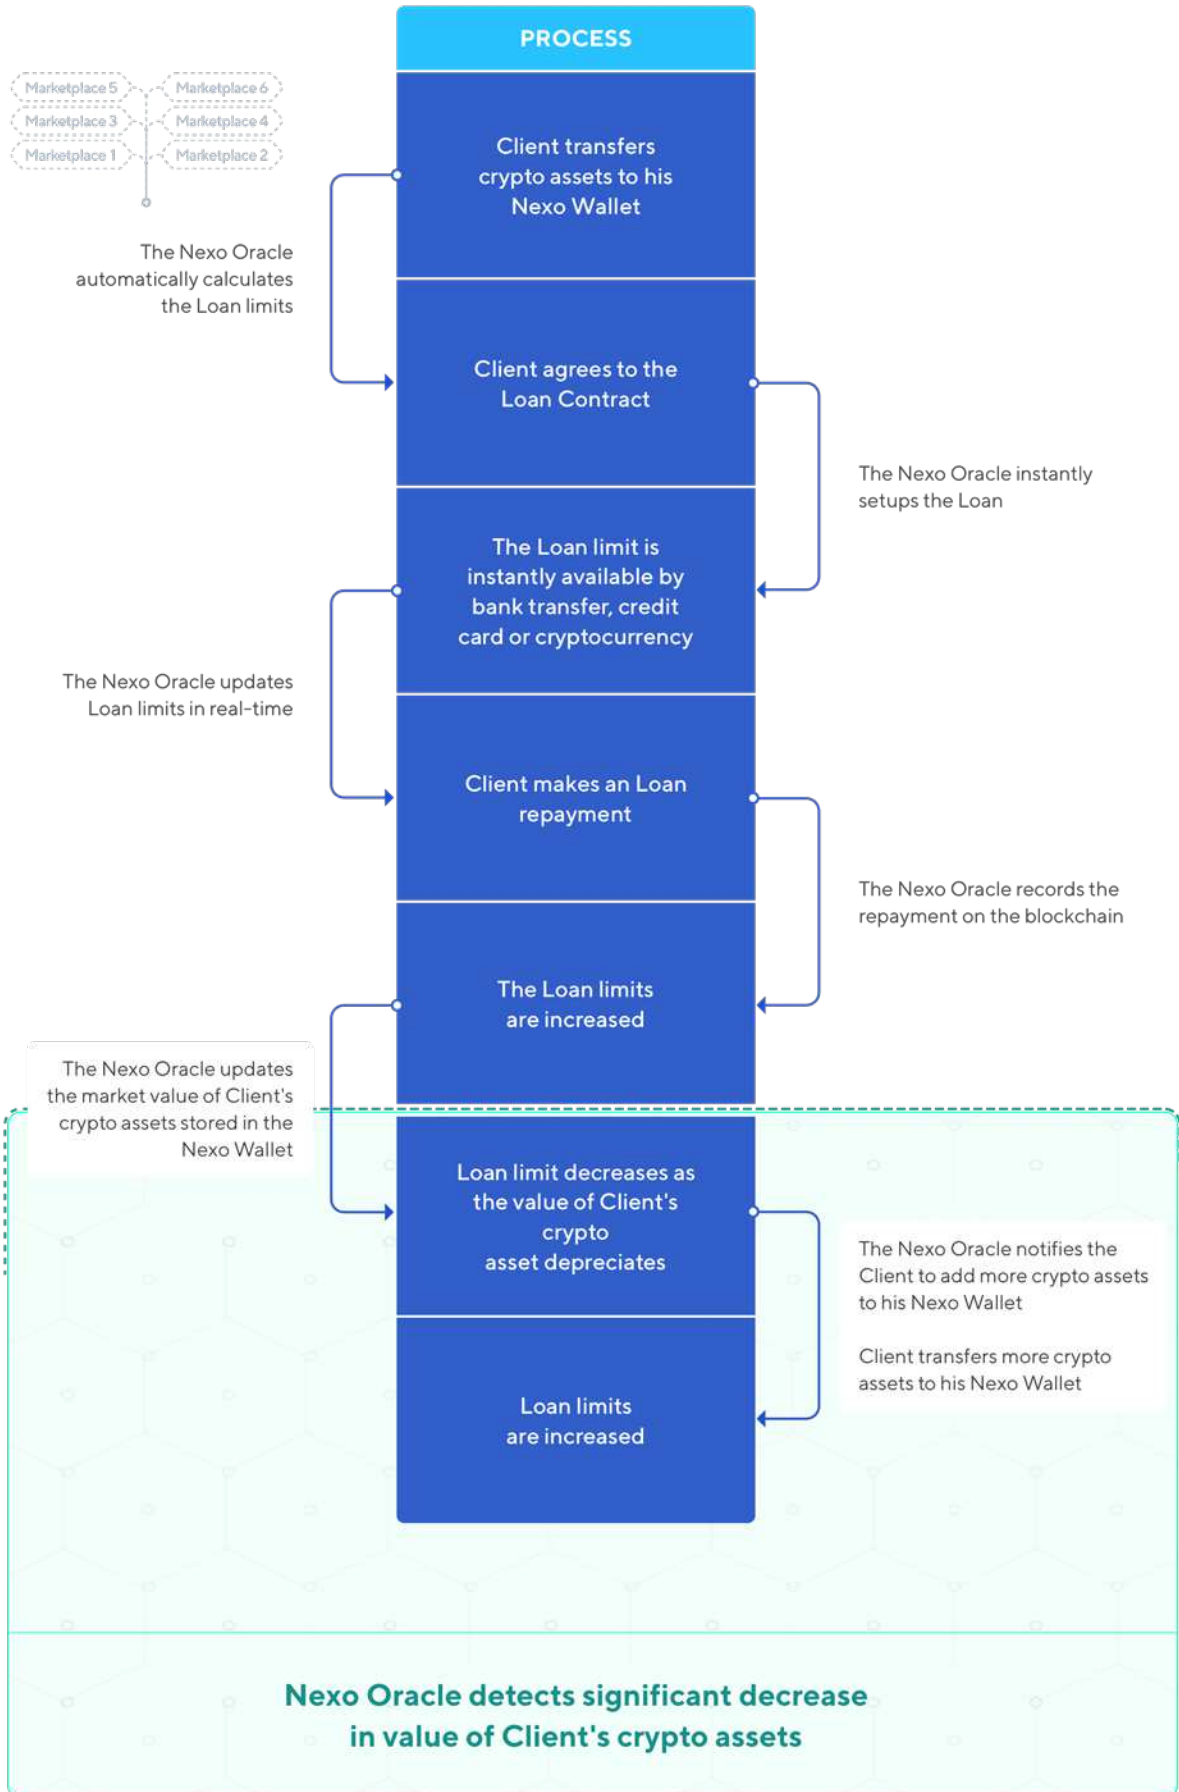 PROCESS
Marketplace 5
Marketplace 6
Marketplace 3
Marketplace 4
Marketplace 1
Marketplace 2
Client transfers
crypto assets to his
Nexo Wallet
The Nexo Oracle
automatically calculates
the Loan limits
Client agrees to the
Loan Contract
The Nexo Oracle instantly
setups the Loan
The Loan limit is
instantly available by
bank transfer, credit
card or cryptocurrency
The Nexo Oracle updates
Loan limits in real-time
Client makes an Loan
repayment
The Nexo Oracle records the
repayment on the blockchain
The Loan limits
are increased
The Nexo Oracle updates
the market value of Client's
crypto assets stored in the
Nexo Wallet
Loan limit decreases as
the value of Client's
crypto
asset depreciates
The Nexo Oracle notifies the
Client to add more crypto assets
to his Nexo Wallet
Client transfers more crypto
assets to his Nexo Wallet
Loan limits
are increased
Nexo Oracle detects significant decrease
in value of Client's crypto assets